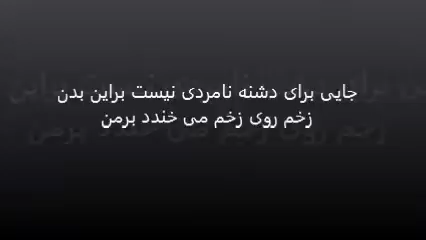 جایی برای دشنه نامردی نیست براین بدن
زخم روی زخم می خندد برمن